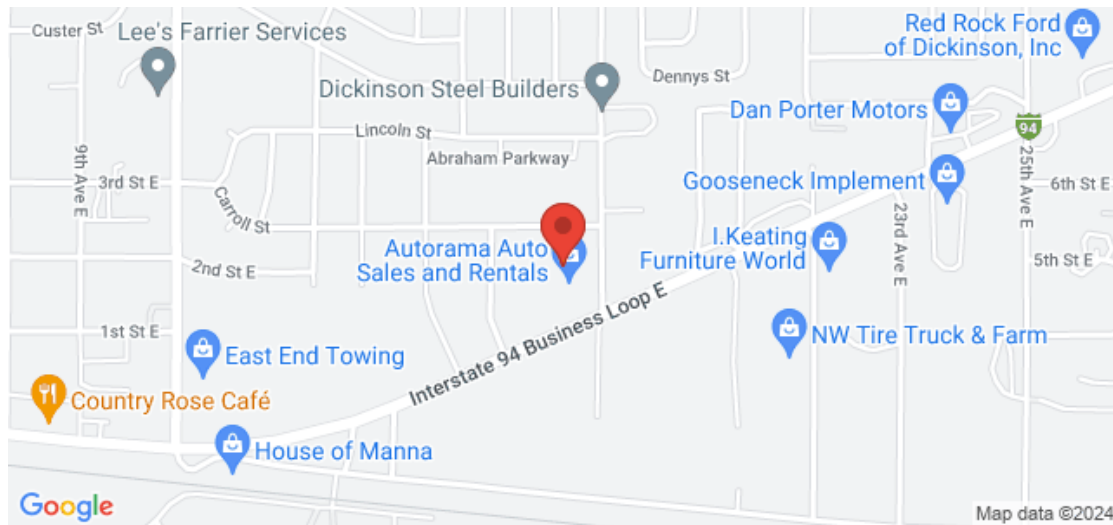 Custer St
Lee's Farrier Services
Red Rock Ford
of Dickinson, Inc
Dennys St
Dickinson Steel Builders
Dan Porter Motors
94
Lincoln St
Abraham Parkway
9th Ave E
25th Ave E
3rd St E
Gooseneck Implement
6th St E
Carroll St
23rd Ave E
I.Keating
Furniture World
Autorama Auto
Sales and Rentals
2nd St E
5th St E
Interstate 94 Business Loop E
1st St E
NW Tire Truck & Farm
East End Towing
Country Rose Café
House of Manna
Google
Map data ©2024